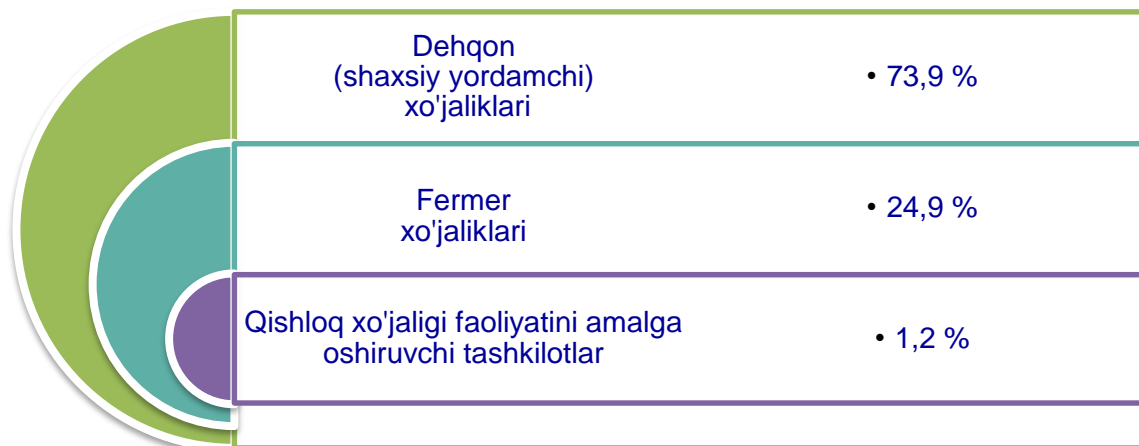 Dehqon
(shaxsiy yordamchi)
xo'jaliklari
• 73,9 %
Fermer
xo'jaliklari
• 24,9 %
Qishloq xo'jaligi faoliyatini amalga
oshiruvchi tashkilotlar
• 1,2 %